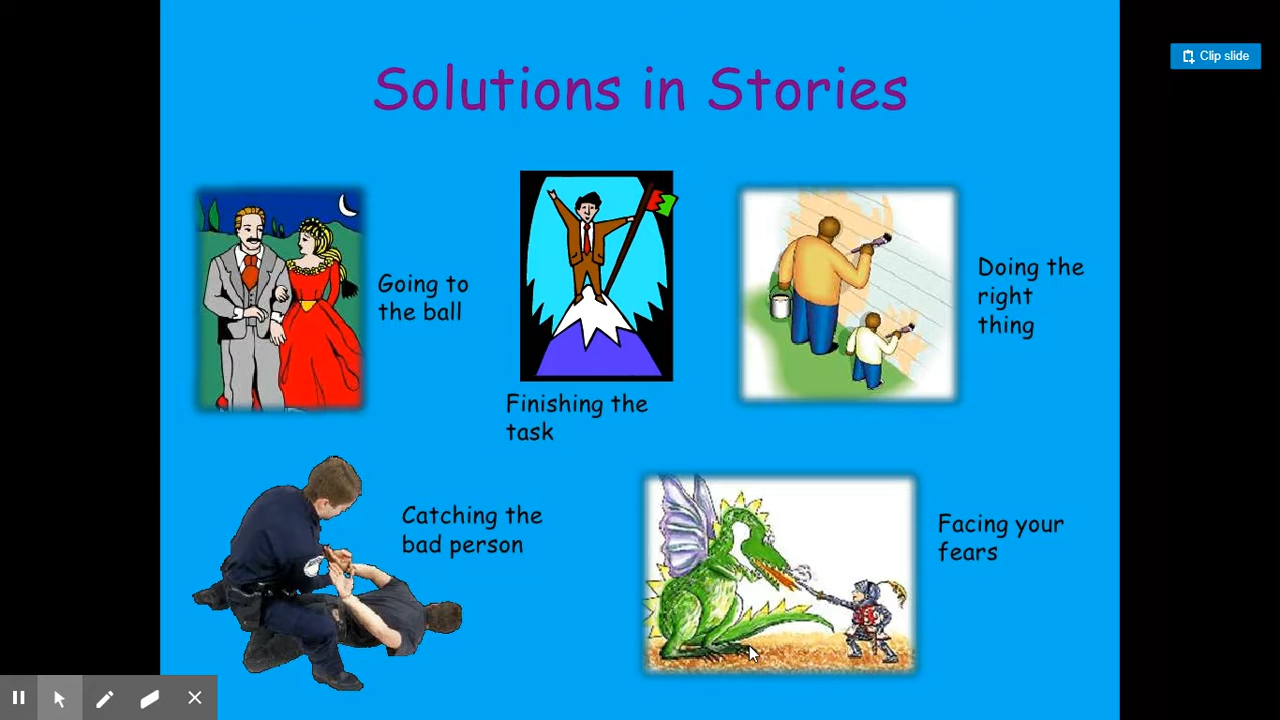 Clip slide
Solutions in Stories
Going to
the ball
Finishing the
task
Doing the
right
thing
Catching the
bad person
Facing your
fears